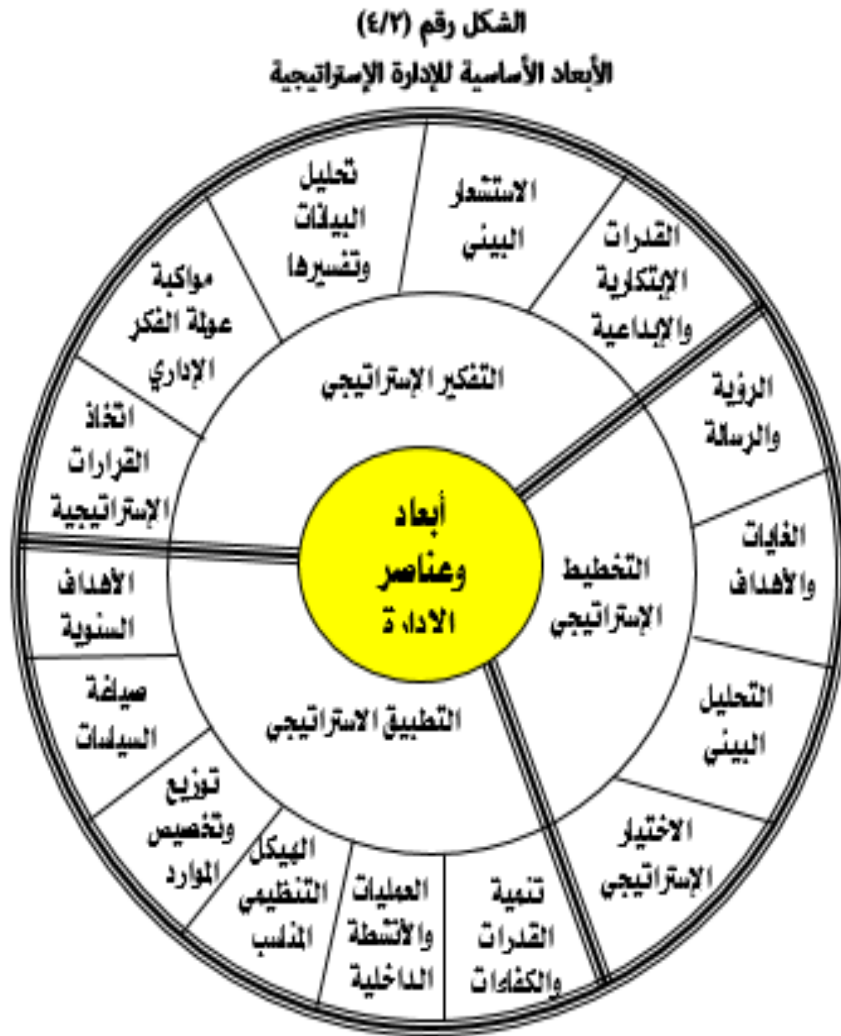 الشكل رقم (٤/٢)
الأبعاد الأساسية للإدارة الإستراتيجية
القدرات
الإبتكارية
والإبداعية
الاستشعار
البيئي
تحليل
البيانات
وتفسيرها
مواكبة
عولة الفكر
الإداري
اتخاذ
القرارات
الإستراتيجية
التفكير الإستراتيجي
الرؤية
والرسالة
الغايات
والأهداف
التحليل
البيئي
الاختيار
الإستراتيجي
التخطيط
الإستراتيجي
أبعاد
وعناصر
الادارة
التطبيق الاستراتيجي
الأهداف
السنوية
صياغة
السياسات
توزيع
وتخصيص
الموارد
الهيكل
التنظيمي
المناسب
العمليات
والأنشطة
الداخلية
تنمية
القدرات
والكفاءات